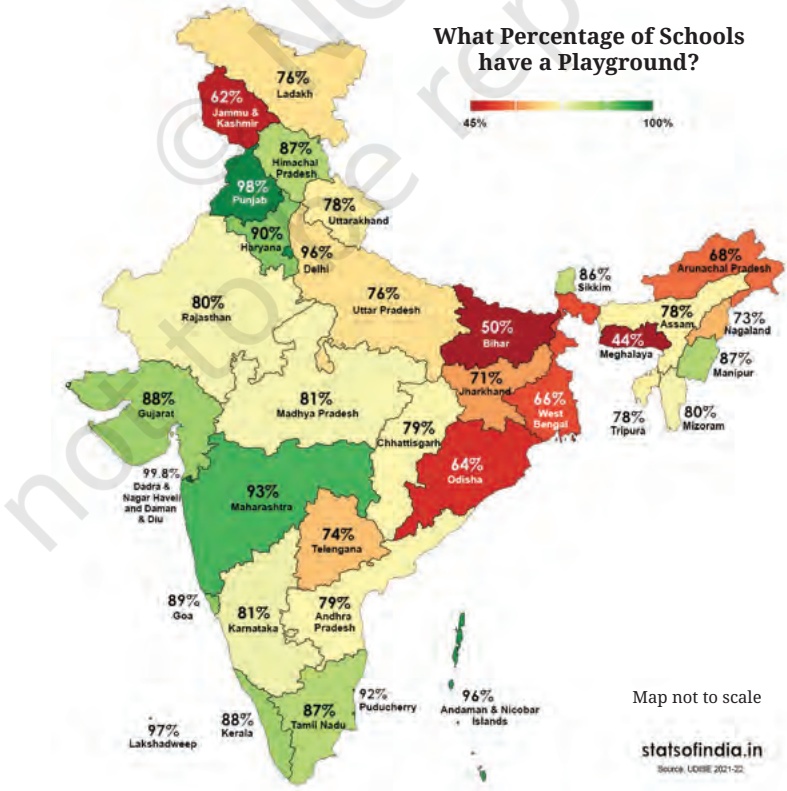 What Percentage of Schools
have a Playground?
45%
100%
76%
Ladakh
62%
Jammu &
Kashmir
87%
Himachal
Pradesh
98%
Punjab
78%
Uttarakhand
90%
Haryana
96%
Delhi
80%
Rajasthan
76%
Uttar Pradesh
50%
Bihar
86%
Sikkim
68%
Arunachal Pradesh
78%
Assam
73%
Nagaland
44%
Meghalaya
87%
Manipur
78%
Tripura
80%
Mizoram
88%
Gujarat
81%
Madhya Pradesh
79%
Chhattisgarh
71%
Jharkhand
66%
West
Bengal
64%
Odisha
99.8%
Dadra &
Nagar Haveli
and Daman
& Diu
93%
Maharashtra
74%
Telengana
89%
Goa
81%
Karnataka
79%
Andhra
Pradesh
97%
Lakshadweep
88%
Kerala
87%
Tamil Nadu
92%
Puducherry
96%
Andaman & Nicobar
Islands
Map not to scale
statsofindia.in
Source: UDISE 2021-22
not to be rep
© N